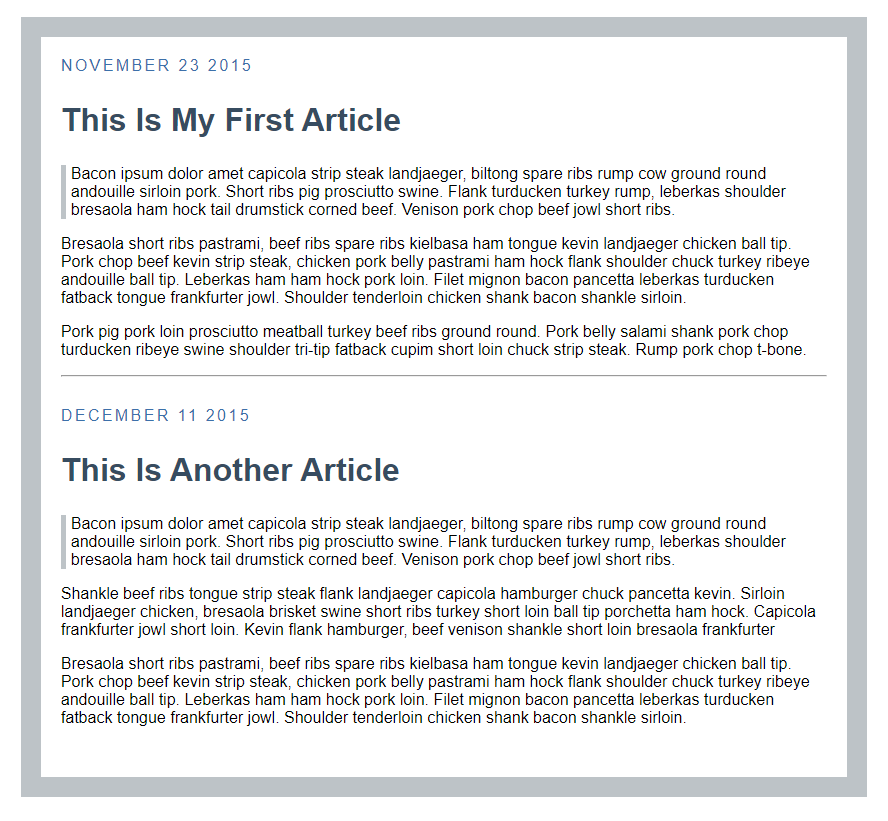 NOVEMBER 23 2015
This Is My First Article
Bacon ipsum dolor amet capicola strip steak landjaeger, biltong spare ribs rump cow ground round
andouille sirloin pork. Short ribs pig prosciutto swine. Flank turducken turkey rump, leberkas shoulder
bresaola ham hock tail drumstick corned beef. Venison pork chop beef jowl short ribs.
Bresaola short ribs pastrami, beef ribs spare ribs kielbasa ham tongue kevin landjaeger chicken ball tip.
Pork chop beef kevin strip steak, chicken pork belly pastrami ham hock flank shoulder chuck turkey ribeye
andouille ball tip. Leberkas ham ham hock pork loin. Filet mignon bacon pancetta leberkas turducken
fatback tongue frankfurter jowl. Shoulder tenderloin chicken shank bacon shankle sirloin.
Pork pig pork loin prosciutto meatball turkey beef ribs ground round. Pork belly salami shank pork chop
turducken ribeye swine shoulder tri-tip fatback cupim short loin chuck strip steak. Rump pork chop t-bone.
DECEMBER 11 2015
This Is Another Article
Bacon ipsum dolor amet capicola strip steak landjaeger, biltong spare ribs rump cow ground round
andouille sirloin pork. Short ribs pig prosciutto swine. Flank turducken turkey rump, leberkas shoulder
bresaola ham hock tail drumstick corned beef. Venison pork chop beef jowl short ribs.
Shankle beef ribs tongue strip steak flank landjaeger capicola hamburger chuck pancetta kevin. Sirloin
landjaeger chicken, bresaola brisket swine short ribs turkey short loin ball tip porchetta ham hock. Capicola
frankfurter jowl short loin. Kevin flank hamburger, beef venison shankle short loin bresaola frankfurter
Bresaola short ribs pastrami, beef ribs spare ribs kielbasa ham tongue kevin landjaeger chicken ball tip.
Pork chop beef kevin strip steak, chicken pork belly pastrami ham hock flank shoulder chuck turkey ribeye
andouille ball tip. Leberkas ham ham hock pork loin. Filet mignon bacon pancetta leberkas turducken
fatback tongue frankfurter jowl. Shoulder tenderloin chicken shank bacon shankle sirloin.